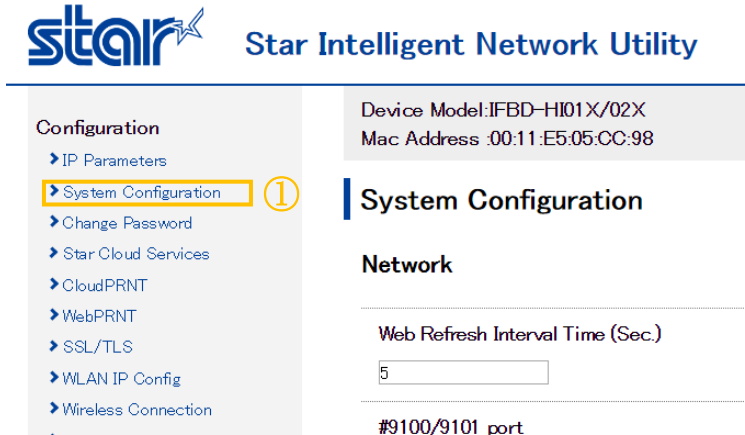 star
Star Intelligent Network Utility
Configuration
IP Parameters
System Configuration
①
Change Password
Star Cloud Services
CloudPRNT
WebPRNT
SSL/TLS
WLAN IP Config
Wireless Connection
Device Model:IFBD-HI01X/02X
Mac Address :00:11:E5:05:CC:98
System Configuration
Network
Web Refresh Interval Time (Sec.)
5
#9100/9101 port